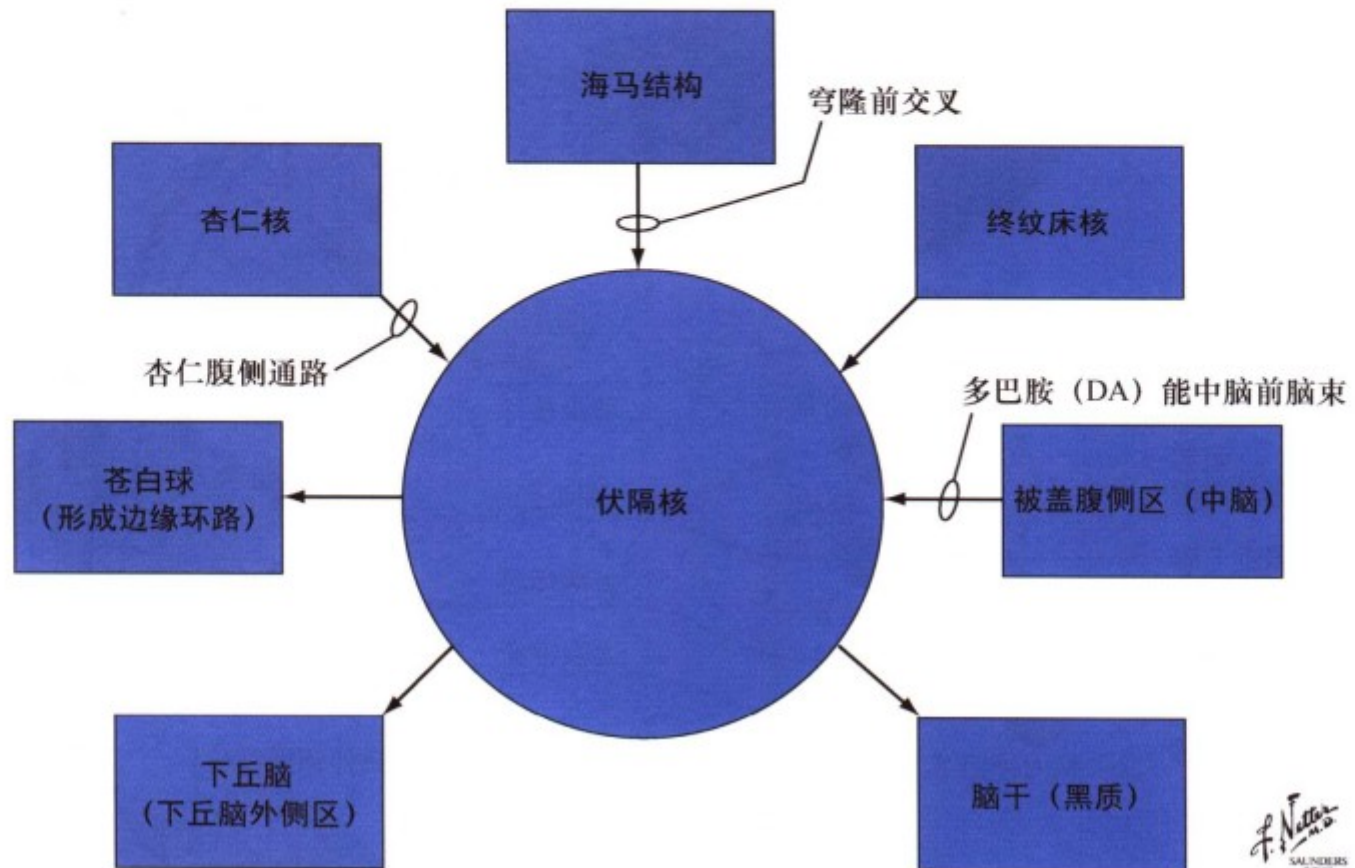 海马结构
穹隆前交叉
杏仁核
终纹床核
杏仁腹侧通路
多巴胺（DA）能中脑前脑束
苍白球
（形成边缘环路）
伏隔核
被盖腹侧区（中脑）
下丘脑
（下丘脑外侧区）
脑干（黑质）
F. Netter
M.D.
SAUNDERS